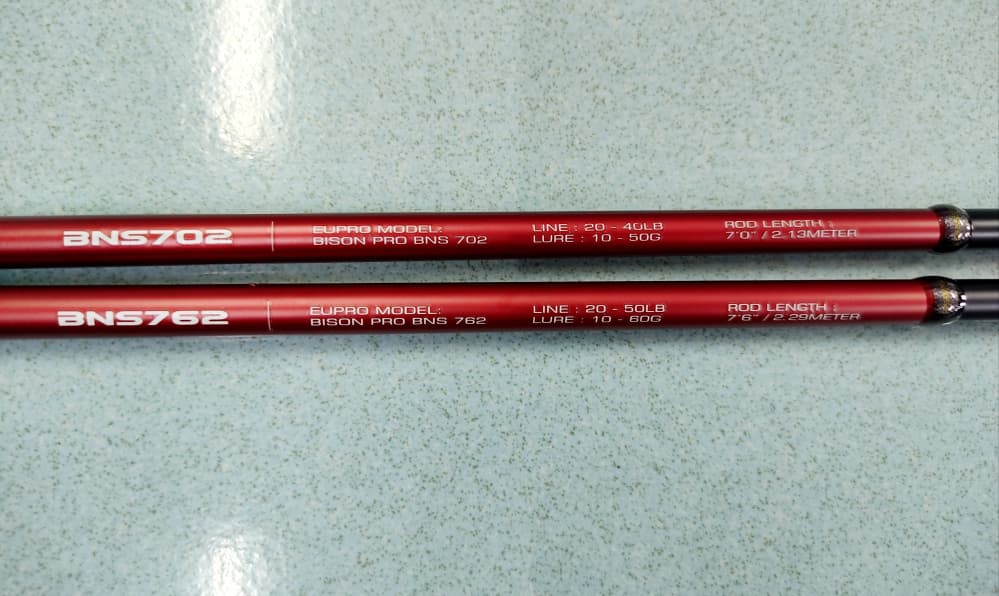 BNS702
EUPRO MODEL:
BISON PRO BNS 702
LINE : 20 - 40LB
LURE : 10 - 50G
ROD LENGTH :
7'0" / 2.13METER
BNS762
EUPRO MODEL:
BISON PRO BNS 762
LINE : 20 - 50LB
LURE : 10 - 60G
ROD LENGTH :
7'6" / 2.29METER